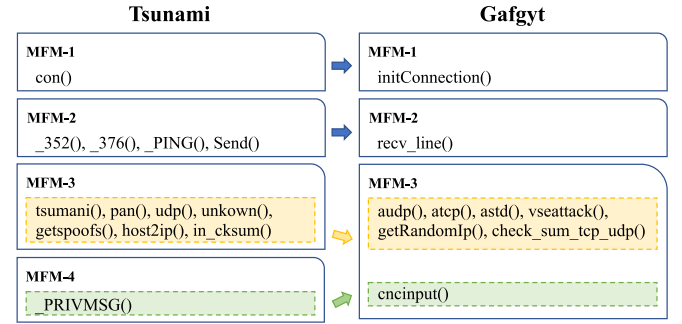 Tsunami
Gafgyt
MFM-1
con()
MFM-1
initConnection()
MFM-2
_352(), _376(), _PING(), Send()
MFM-2
recv_line()
MFM-3
tsumani(), pan(), udp(), unkown(),
getspoofs(), host2ip(), in_cksum()
MFM-3
audp(), atcp(), astd(), vseattack(),
getRandomIp(), check_sum_tcp_udp()
MFM-4
_PRIVMSG()
cncinput()